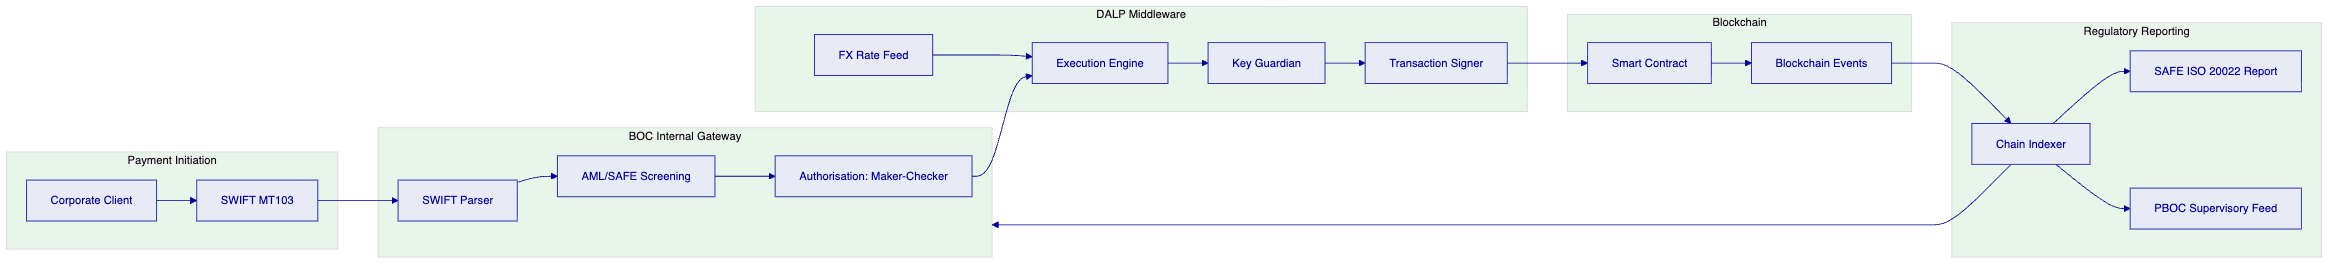 Payment Initiation
Corporate Client
SWIFT MT103
BOC Internal Gateway
SWIFT Parser
AML/SAFE Screening
Authorisation: Maker-Checker
DALP Middleware
FX Rate Feed
Execution Engine
Key Guardian
Transaction Signer
Blockchain
Smart Contract
Blockchain Events
Regulatory Reporting
Chain Indexer
SAFE ISO 20022 Report
PBOC Supervisory Feed